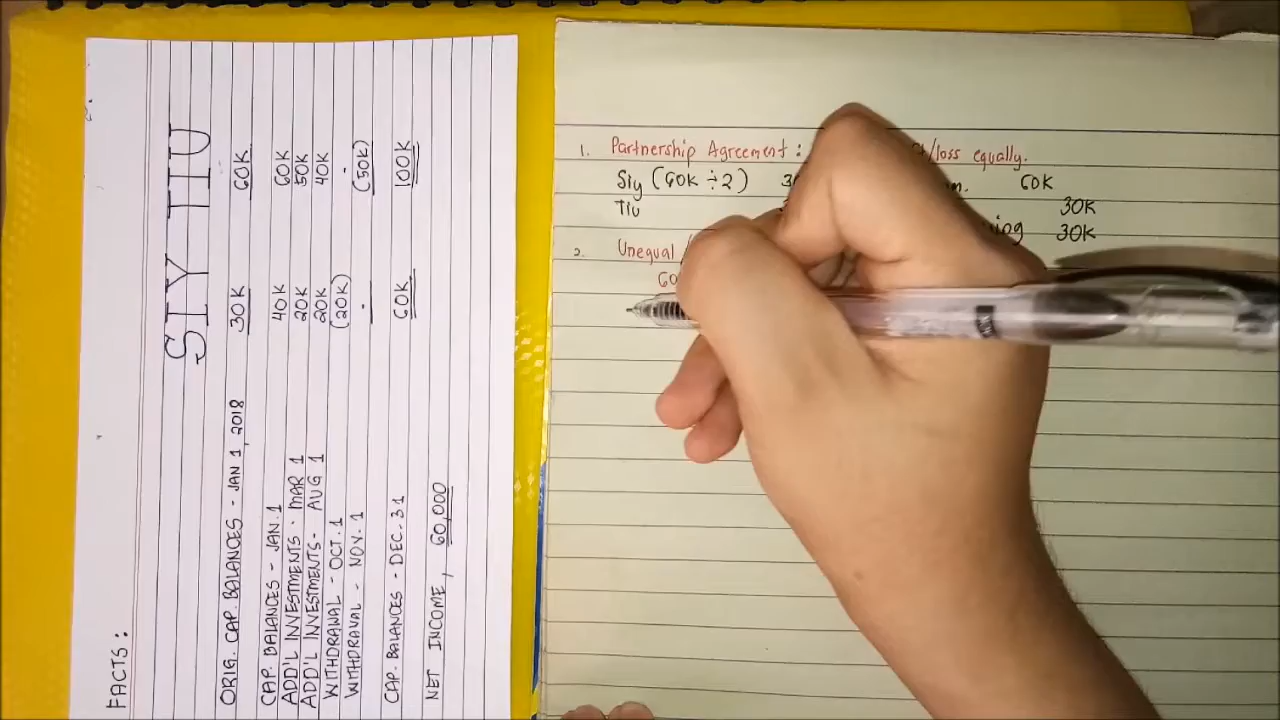 FACTS:
SIY TIU
ORIG. CAP. BALANCES - JAN 1, 2018 30K 60K
CAP. BALANCES - JAN. 1 40K 60K
ADD'L INVESTMENTS - MAR 1 20K 50K
ADD'L INVESTMENTS - AUG 1 20K 40K
WITHDRAWAL - OCT. 1 (20K) -
WITHDRAVAL - NOV. 1 - (50K)
CAP. BALANCES - DEC. 31 60K 100K
NET INCOME, 60,000
1. Partnership Agreement: /loss equally.
Siy (60K ÷ 2) 60K
Tiu 30K
30K
2. Unequal